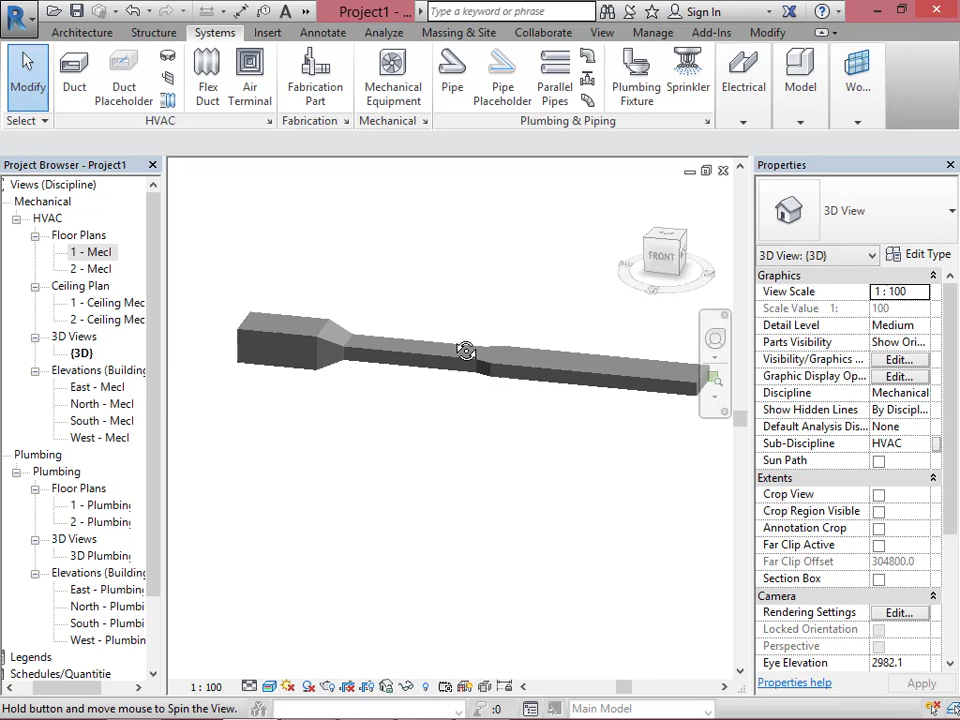 Project1 - ...
Type a keyword or phrase
Sign In
Architecture Structure Systems Insert Annotate Analyze Massing & Site Collaborate View Manage Add-Ins Modify
Modify
Duct
Duct Placeholder
Flex Duct
Air Terminal
Fabrication Part
Mechanical Equipment
Pipe
Pipe Placeholder
Parallel Pipes
Plumbing Fixture
Sprinkler
Electrical
Model
Wo...
Select HVAC Fabrication Mechanical Plumbing & Piping
Project Browser - Project1
Views (Discipline)
Mechanical
HVAC
Floor Plans
1 - Mecl
2 - Mecl
Ceiling Plan
1 - Ceiling Mec
2 - Ceiling Mec
3D Views
{3D}
Elevations (Building
East - Mecl
North - Mecl
South - Mecl
West - Mecl
Plumbing
Plumbing
Floor Plans
1 - Plumbing
2 - Plumbing
3D Views
3D Plumbing
Elevations (Building
East - Plumbi
North - Plumbi
South - Plumbi
West - Plumbin
Legends
Schedules/Quantitie
FRONT
1 : 100
Properties
3D View
3D View: {3D} Edit Type
Graphics
View Scale 1 : 100
Scale Value 1: 100
Detail Level Medium
Parts Visibility Show Ori...
Visibility/Graphics ... Edit...
Graphic Display Op... Edit...
Discipline Mechanical
Show Hidden Lines By Discipl...
Default Analysis Dis... None
Sub-Discipline HVAC
Sun Path
Extents
Crop View
Crop Region Visible
Annotation Crop
Far Clip Active
Far Clip Offset 304800.0
Section Box
Camera
Rendering Settings Edit...
Locked Orientation
Perspective
Eye Elevation 2982.1
Properties help Apply
Hold button and move mouse to Spin the View.
:0
Main Model